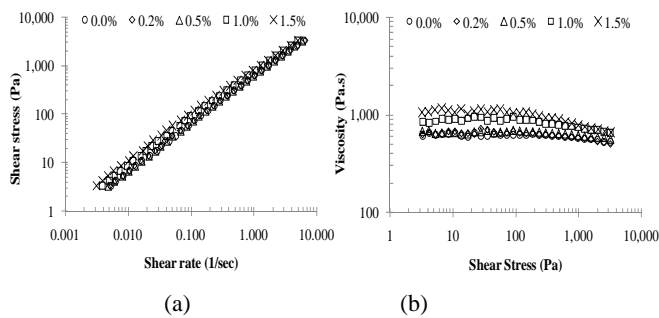 ○0.0% ◇0.2% △0.5% □1.0% ×1.5%
10,000
1,000
100
10
1
Shear stress (Pa)
0.001 0.010 0.100 1.000 10.000
Shear rate (1/sec)
(a)
○0.0% ◇0.2% △0.5% □1.0% ×1.5%
10,000
1,000
100
Viscosity (Pa.s)
1 10 100 1,000 10,000
Shear Stress (Pa)
(b)